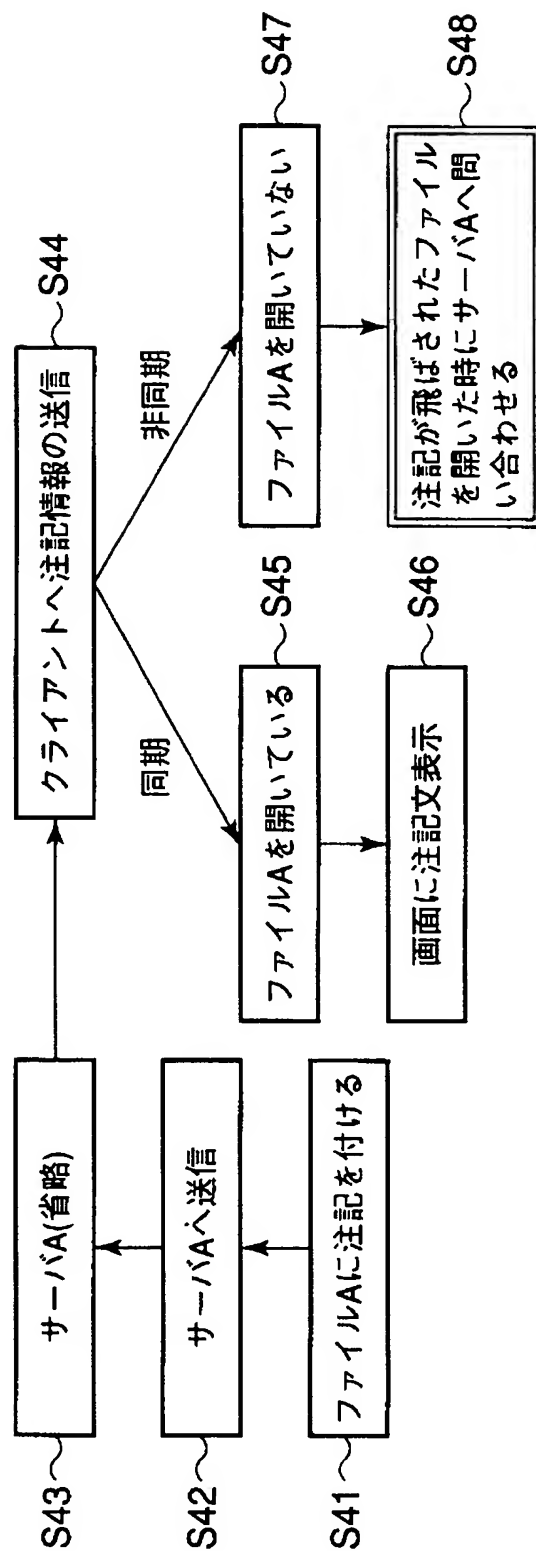 S43
サーバA(省略)
S42
サーバAへ送信
S41
ファイルAに注記を付ける
S44
クライアントへ注記情報の送信
同期
非同期
S45
ファイルAを開いている
S46
画面に注記文表示
S47
ファイルAを開いていない
S48
注記が飛ばされたファイル
を開いた時にサーバAへ問
い合わせる